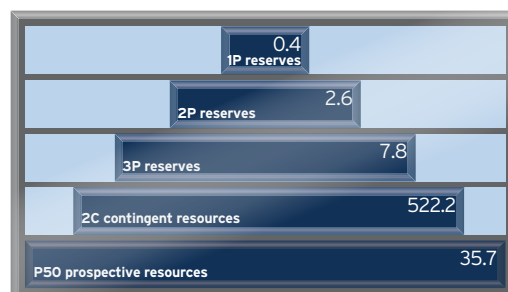 0.4
1P reserves
2.6
2P reserves
7.8
3P reserves
522.2
2C contingent resources
35.7
P50 prospective resources